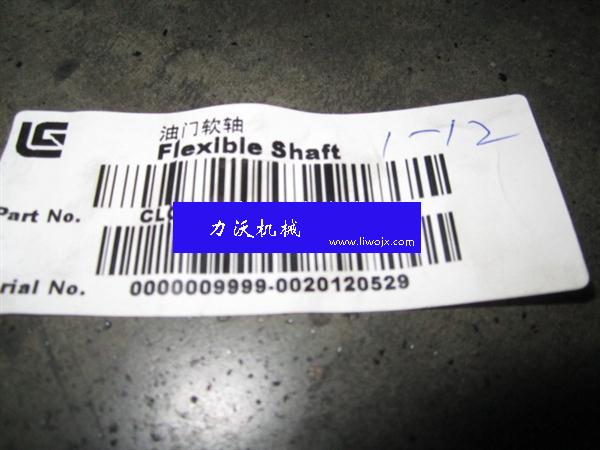 LG
油门软轴
Flexible Shaft
1-12
Part No.
力沃机械
www.liwojx.com
rial No. 0000009999-0020120529